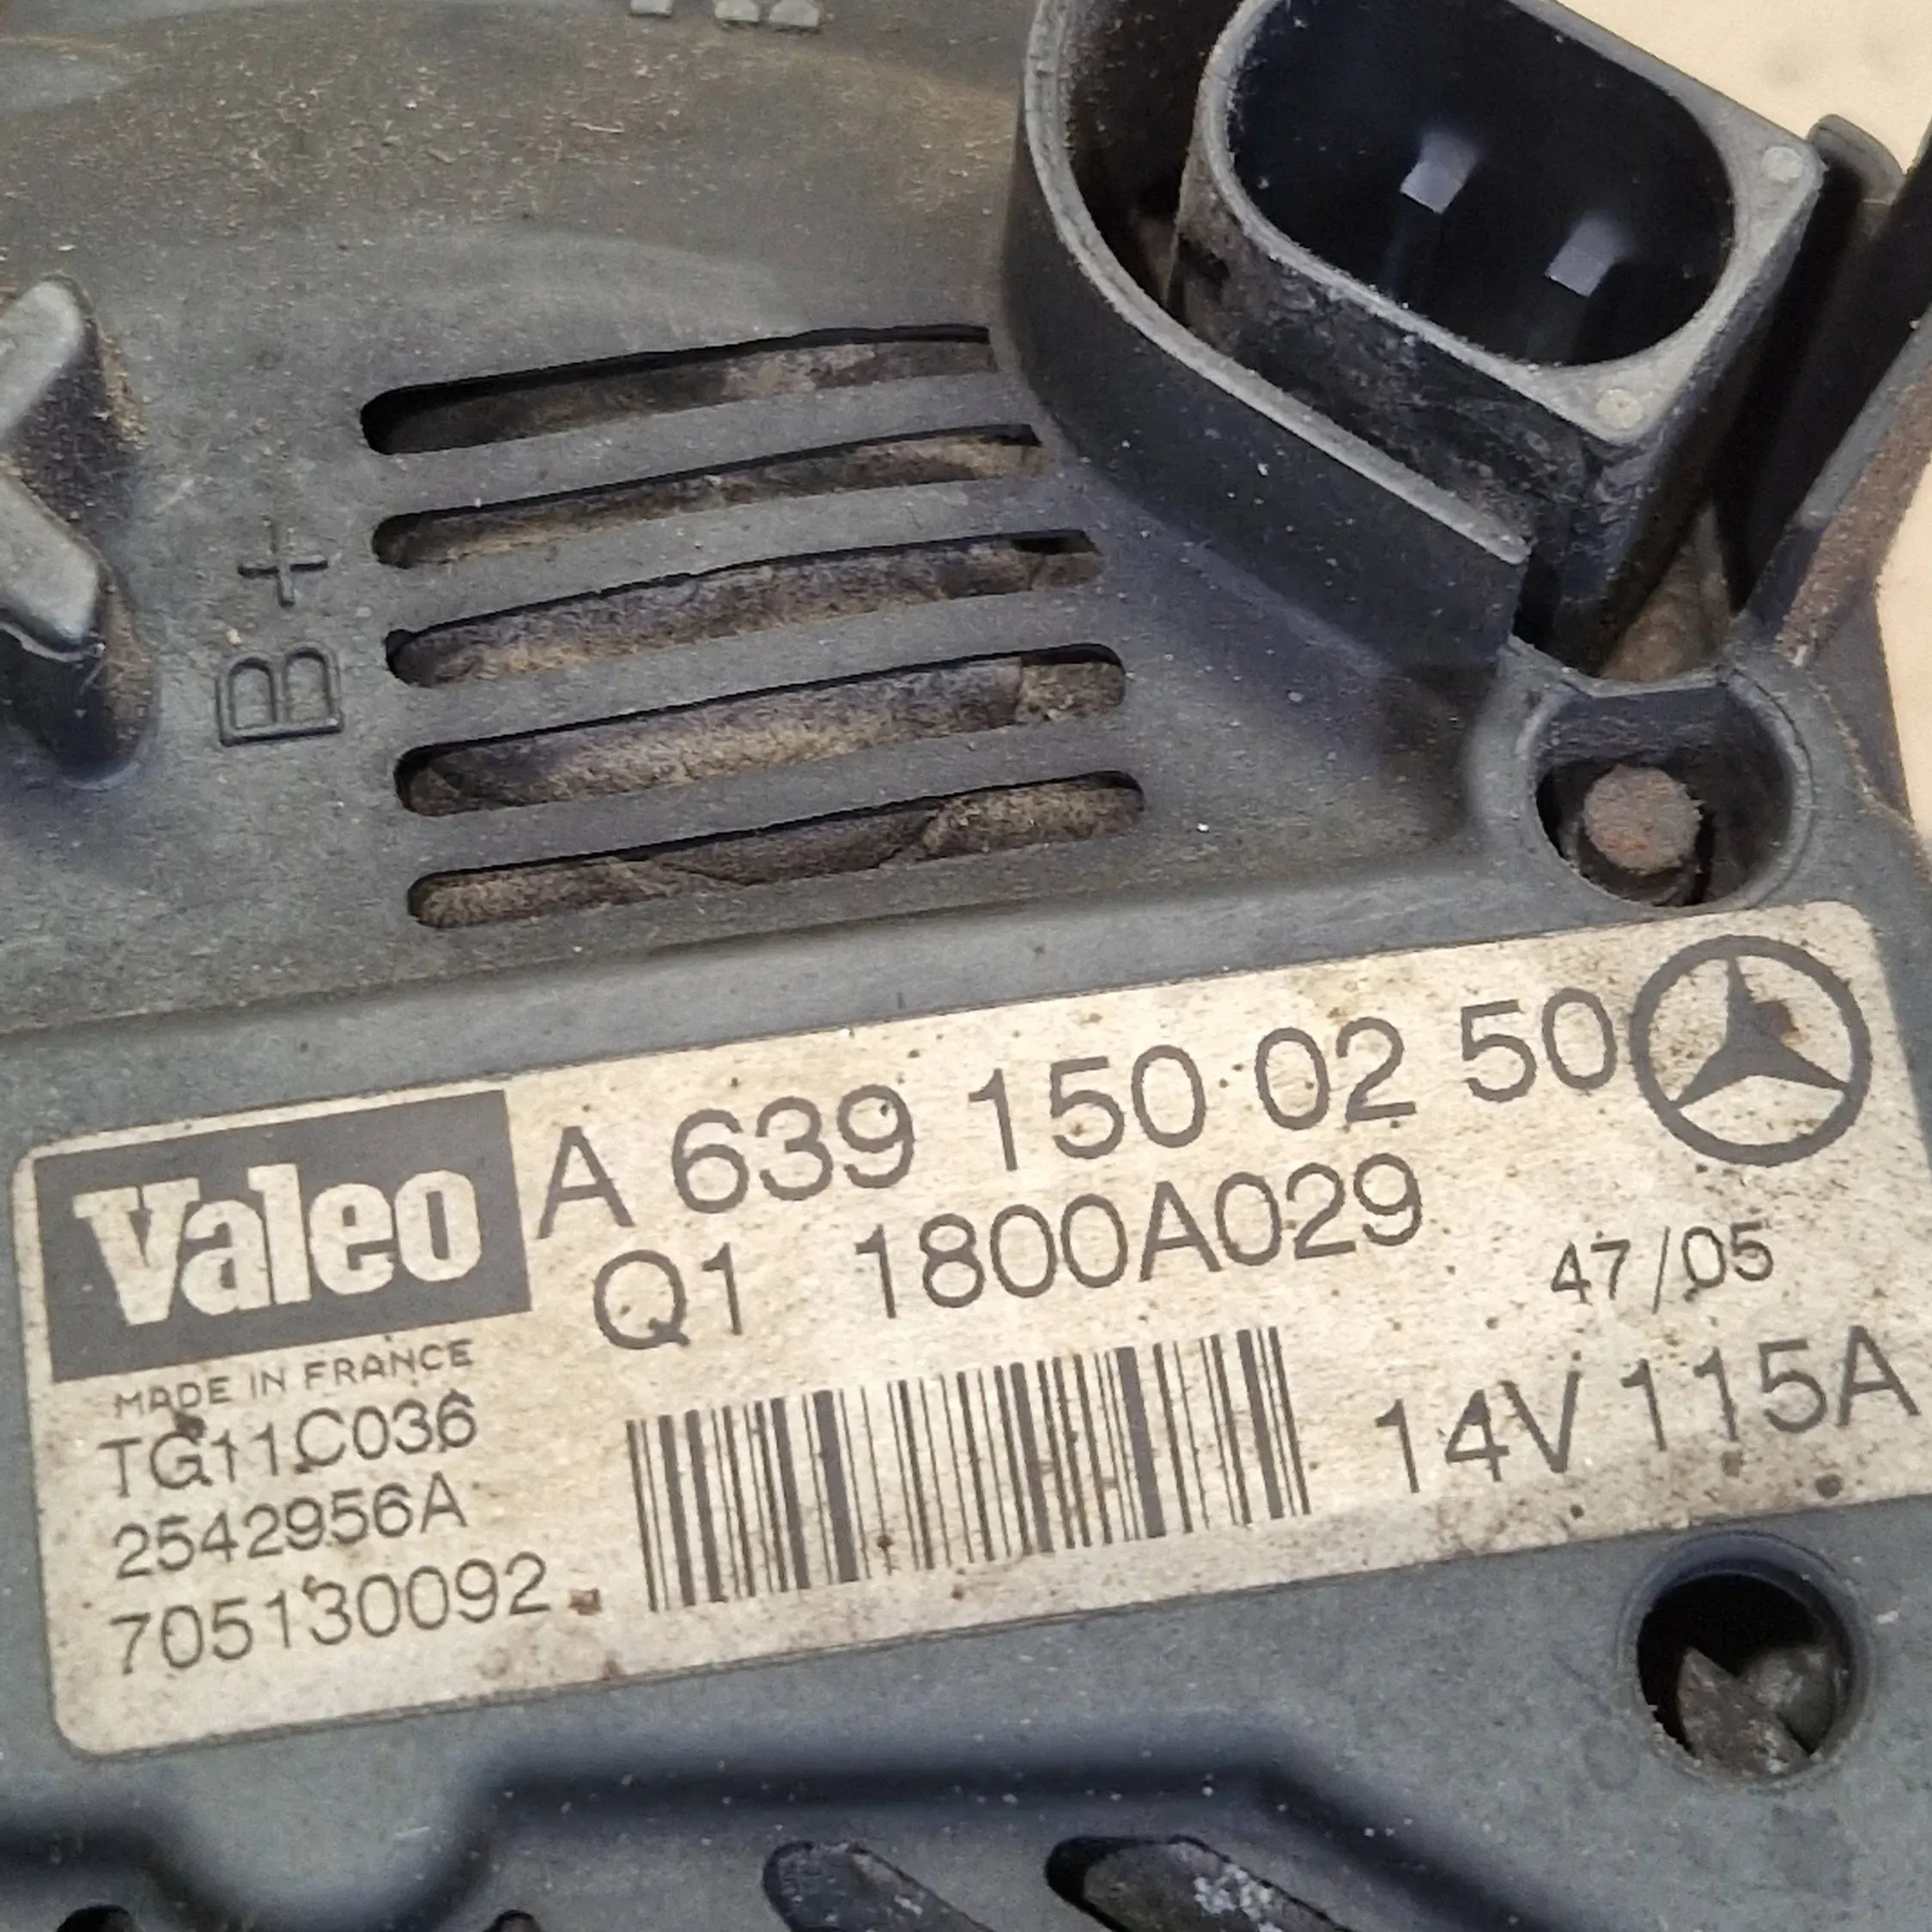 B+
Valeo
A 639 150 02 50
Q1 1800A029
47/05
MADE IN FRANCE
TG11C036
2542956A
705130092
14V 115A